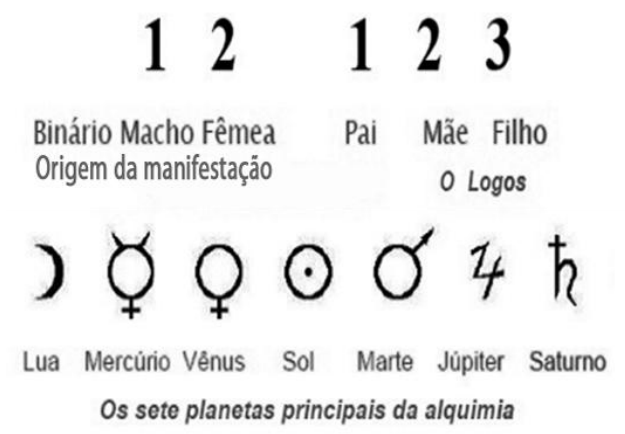 1 2 1 2 3
Binário Macho Fêmea Pai Mãe Filho
Origem da manifestação O Logos
☽ ☿ ♀ ☉ ♂ ♃ ♄
Lua Mercúrio Vênus Sol Marte Júpiter Saturno
Os sete planetas principais da alquimia